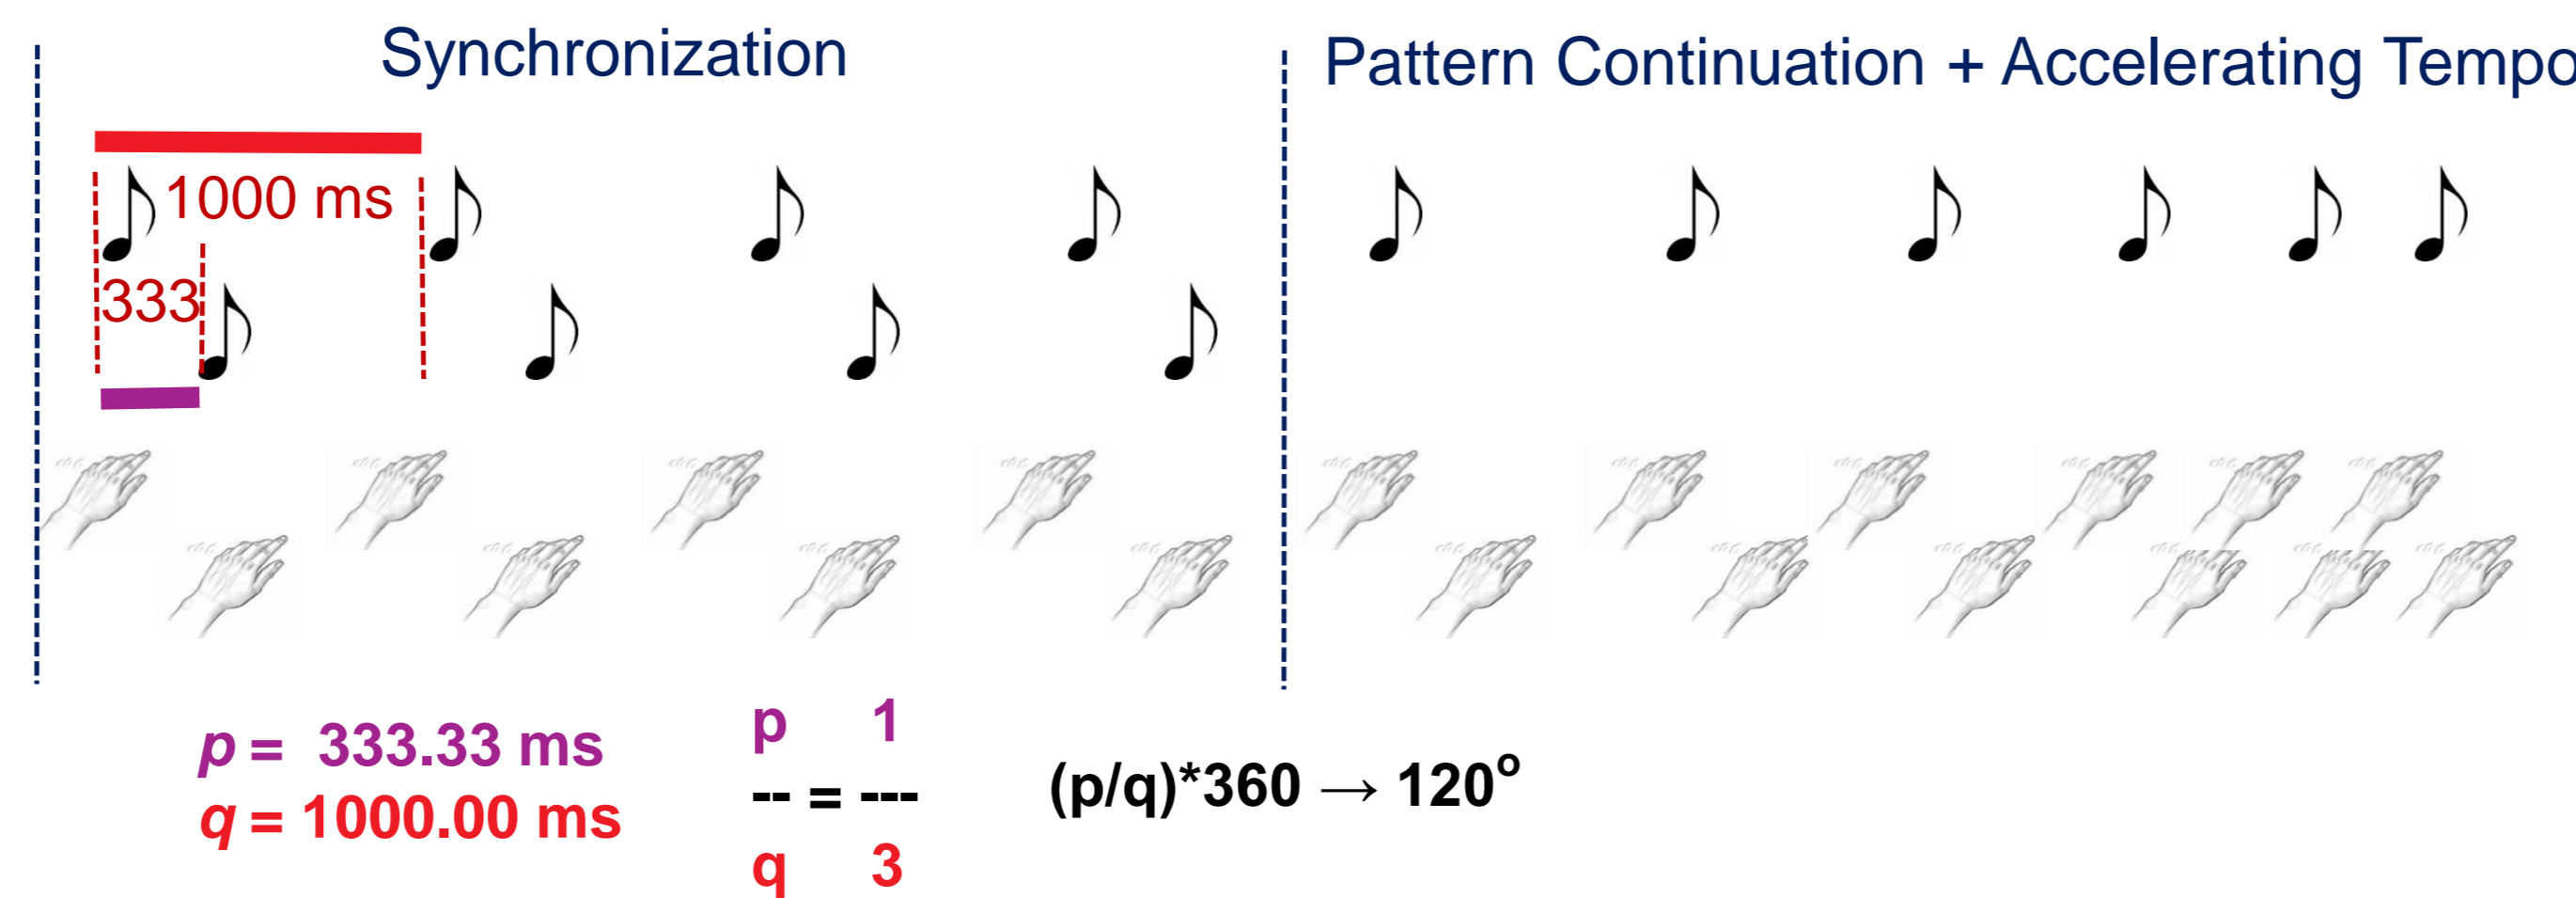 Synchronization
Pattern Continuation + Accelerating Tempo
1000 ms
333
p = 333.33 ms
q = 1000.00 ms
p 1
-- = ---
q 3
(p/q)*360 → 120°